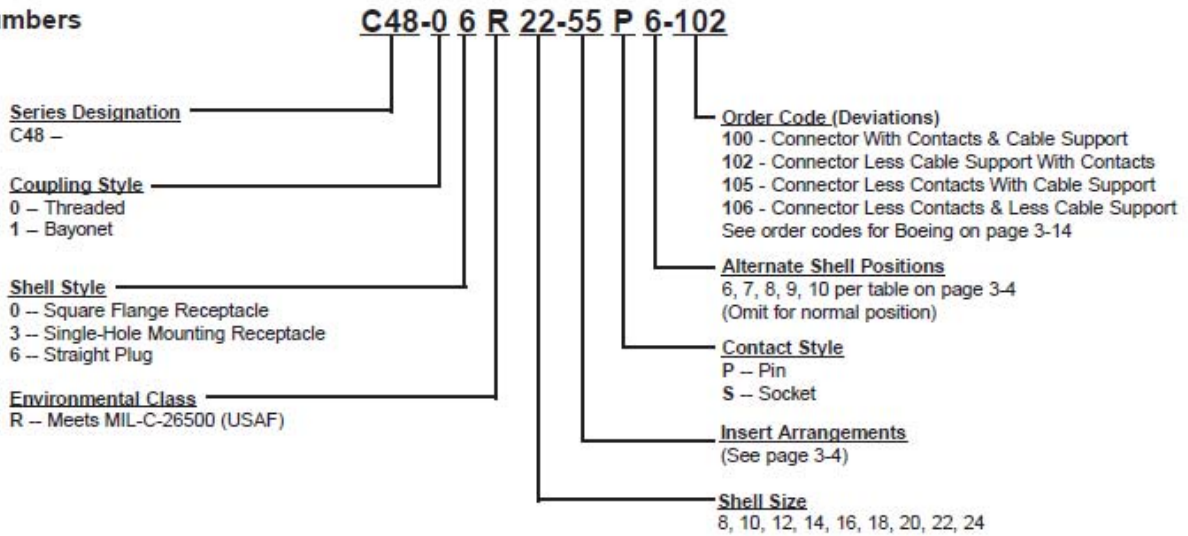 umbers
C48-0 6 R 22-55 P 6-102
Series Designation
C48 –
Coupling Style
0 – Threaded
1 – Bayonet
Shell Style
0 – Square Flange Receptacle
3 – Single-Hole Mounting Receptacle
6 – Straight Plug
Environmental Class
R – Meets MIL-C-26500 (USAF)
Order Code (Deviations)
100 - Connector With Contacts & Cable Support
102 - Connector Less Cable Support With Contacts
105 - Connector Less Contacts With Cable Support
106 - Connector Less Contacts & Less Cable Support
See order codes for Boeing on page 3-14
Alternate Shell Positions
6, 7, 8, 9, 10 per table on page 3-4
(Omit for normal position)
Contact Style
P – Pin
S – Socket
Insert Arrangements
(See page 3-4)
Shell Size
8, 10, 12, 14, 16, 18, 20, 22, 24